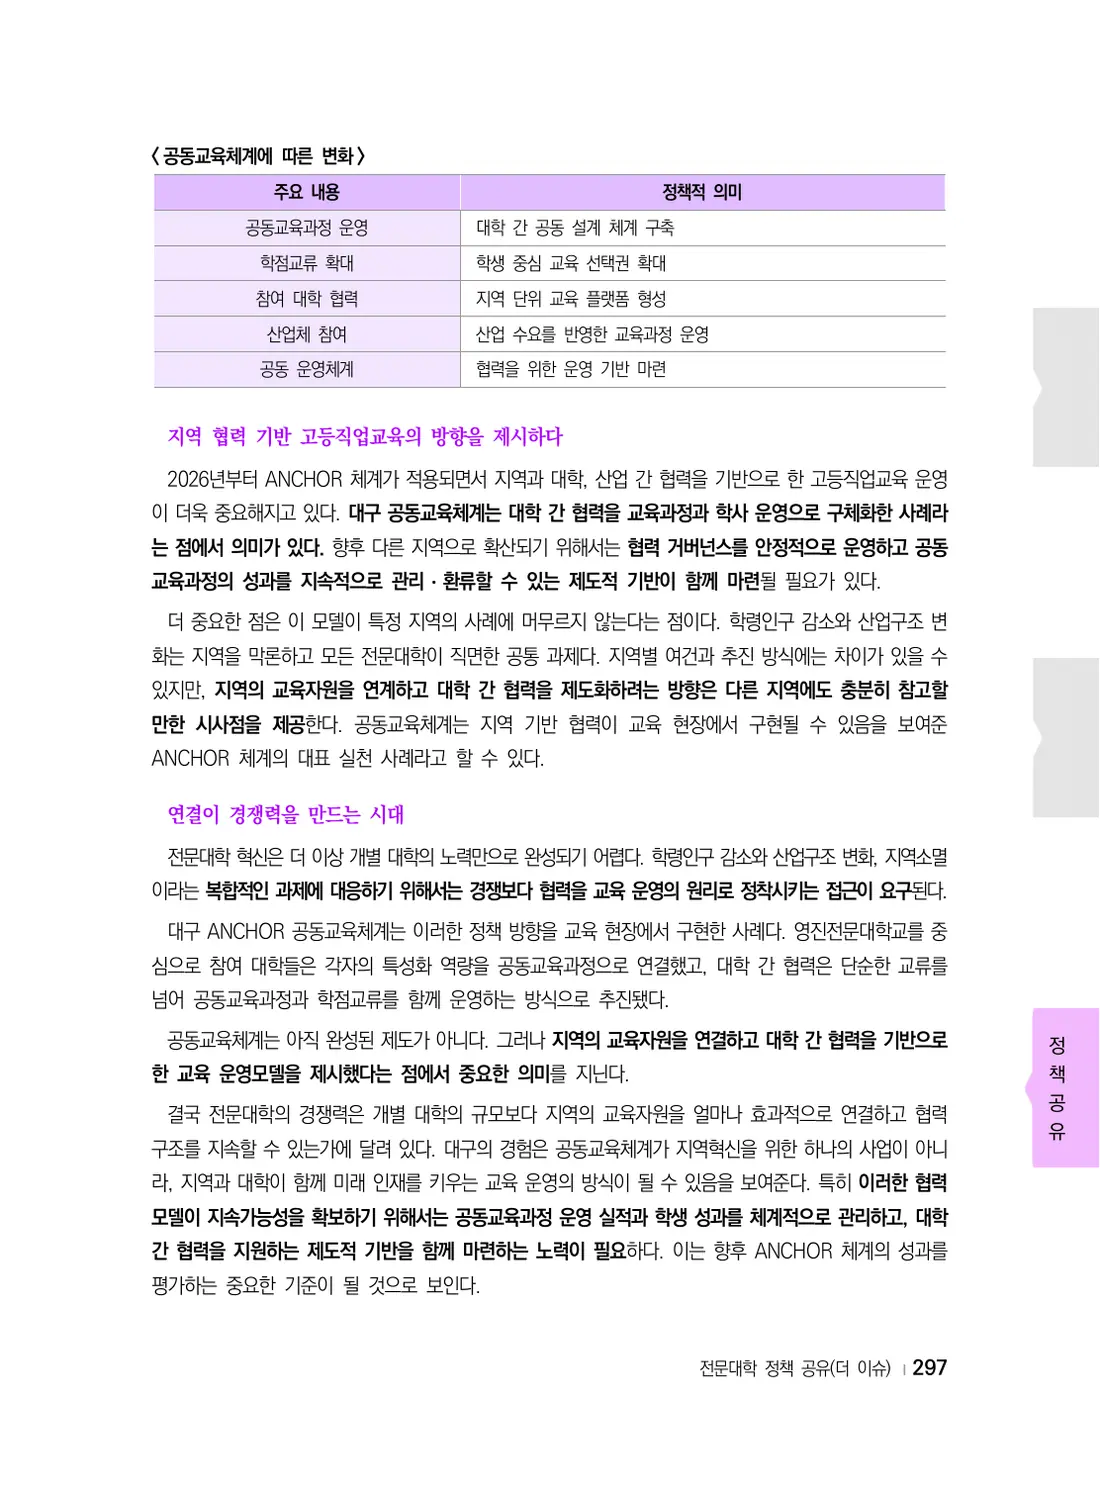 < 공동교육체계에 따른 변화 >
주요 내용 정책적 의미
공동교육과정 운영 대학 간 공동 설계 체계 구축
학점교류 확대 학생 중심 교육 선택권 확대
참여 대학 협력 지역 단위 교육 플랫폼 형성
산업체 참여 산업 수요를 반영한 교육과정 운영
공동 운영체계 협력을 위한 운영 기반 마련
지역 협력 기반 고등직업교육의 방향을 제시하다
2026년부터 ANCHOR 체계가 적용되면서 지역과 대학, 산업 간 협력을 기반으로 한 고등직업교육 운영
이 더욱 중요해지고 있다. 대구 공동교육체계는 대학 간 협력을 교육과정과 학사 운영으로 구체화한 사례라
는 점에서 의미가 있다. 향후 다른 지역으로 확산되기 위해서는 협력 거버넌스를 안정적으로 운영하고 공동
교육과정의 성과를 지속적으로 관리·환류할 수 있는 제도적 기반이 함께 마련될 필요가 있다.
더 중요한 점은 이 모델이 특정 지역의 사례에 머무르지 않는다는 점이다. 학령인구 감소와 산업구조 변
화는 지역을 막론하고 모든 전문대학이 직면한 공통 과제다. 지역별 여건과 추진 방식에는 차이가 있을 수
있지만, 지역의 교육자원을 연계하고 대학 간 협력을 제도화하려는 방향은 다른 지역에도 충분히 참고할
만한 시사점을 제공한다. 공동교육체계는 지역 기반 협력이 교육 현장에서 구현될 수 있음을 보여준
ANCHOR 체계의 대표 실천 사례라고 할 수 있다.
연결이 경쟁력을 만드는 시대
전문대학 혁신은 더 이상 개별 대학의 노력만으로 완성되기 어렵다. 학령인구 감소와 산업구조 변화, 지역소멸
이라는 복합적인 과제에 대응하기 위해서는 경쟁보다 협력을 교육 운영의 원리로 정착시키는 접근이 요구된다.
대구 ANCHOR 공동교육체계는 이러한 정책 방향을 교육 현장에서 구현한 사례다. 영진전문대학교를 중
심으로 참여 대학들은 각자의 특성화 역량을 공동교육과정으로 연결했고, 대학 간 협력은 단순한 교류를
넘어 공동교육과정과 학점교류를 함께 운영하는 방식으로 추진됐다.
공동교육체계는 아직 완성된 제도가 아니다. 그러나 지역의 교육자원을 연결하고 대학 간 협력을 기반으로
한 교육 운영모델을 제시했다는 점에서 중요한 의미를 지닌다.
결국 전문대학의 경쟁력은 개별 대학의 규모보다 지역의 교육자원을 얼마나 효과적으로 연결하고 협력
구조를 지속할 수 있는가에 달려 있다. 대구의 경험은 공동교육체계가 지역혁신을 위한 하나의 사업이 아니
라, 지역과 대학이 함께 미래 인재를 키우는 교육 운영의 방식이 될 수 있음을 보여준다. 특히 이러한 협력
모델이 지속가능성을 확보하기 위해서는 공동교육과정 운영 실적과 학생 성과를 체계적으로 관리하고, 대학
간 협력을 지원하는 제도적 기반을 함께 마련하는 노력이 필요하다. 이는 향후 ANCHOR 체계의 성과를
평가하는 중요한 기준이 될 것으로 보인다.
정
책
공
유
전문대학 정책 공유(더 이슈) | 297